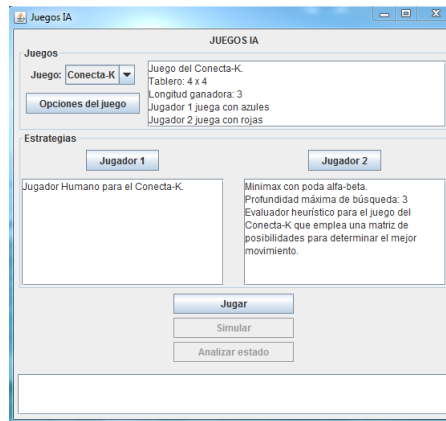 Juegos IA
JUEGOS IA
Juegos
Juego: Conecta-K
Opciones del juego
Juego del Conecta-K.
Tablero: 4 x 4
Longitud ganadora: 3
Jugador 1 juega con azules
Jugador 2 juega con rojas
Estrategias
Jugador 1
Jugador 2
Jugador Humano para el Conecta-K.
Minimax con poda alfa-beta.
Profundidad máxima de búsqueda: 3
Evaluador heurístico para el juego del
Conecta-K que emplea una matriz de
posibilidades para determinar el mejor
movimiento.
Jugar
Simular
Analizar estado